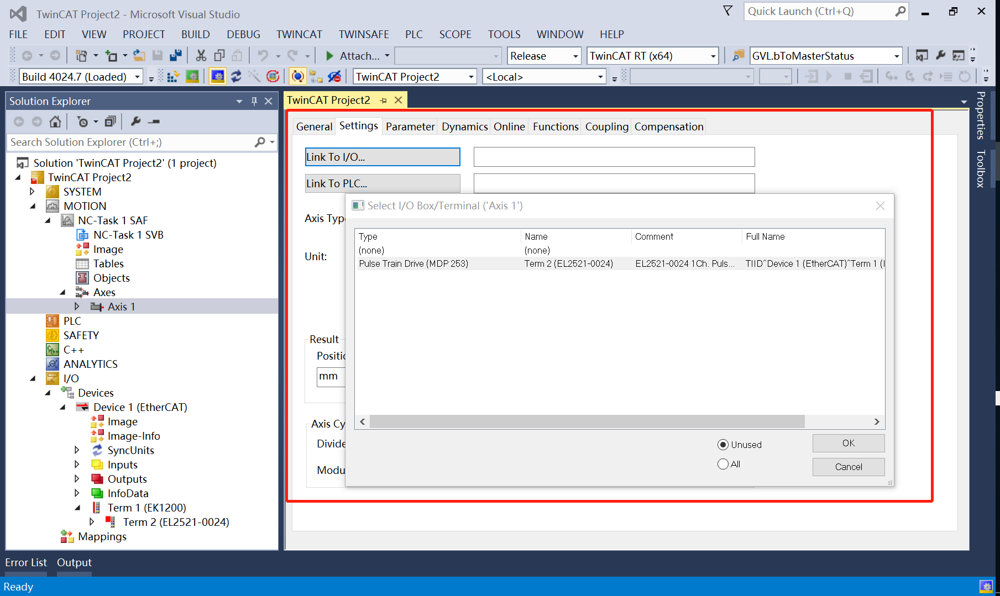 TwinCAT Project2 - Microsoft Visual Studio
Quick Launch (Ctrl+Q)
FILE EDIT VIEW PROJECT BUILD DEBUG TWINCAT TWINSAFE PLC SCOPE TOOLS WINDOW HELP
Attach... Release TwinCAT RT (x64) GVL.bToMasterStatus
Build 4024.7 (Loaded) TwinCAT Project2 <Local>
Solution Explorer
Search Solution Explorer (Ctrl+;)
Solution 'TwinCAT Project2' (1 project)
TwinCAT Project2
SYSTEM
MOTION
NC-Task 1 SAF
NC-Task 1 SVB
Image
Tables
Objects
Axes
Axis 1
PLC
SAFETY
C++
ANALYTICS
I/O
Devices
Device 1 (EtherCAT)
Image
Image-Info
SyncUnits
Inputs
Outputs
InfoData
Term 1 (EK1200)
Term 2 (EL2521-0024)
Mappings
TwinCAT Project2
General Settings Parameter Dynamics Online Functions Coupling Compensation
Link To I/O...
Link To PLC...
Axis Typ
Unit:
Result
Positio
mm
Axis Cy
Divide
Modu
Select I/O Box/Terminal ('Axis 1')
Type Name Comment Full Name
(none) (none)
Pulse Train Drive (MDP 253) Term 2 (EL2521-0024) EL2521-0024 1Ch. Puls... TIID^Device 1 (EtherCAT)^Term 1 (
Unused
All
OK
Cancel
Properties
Toolbox
Error List Output
Ready